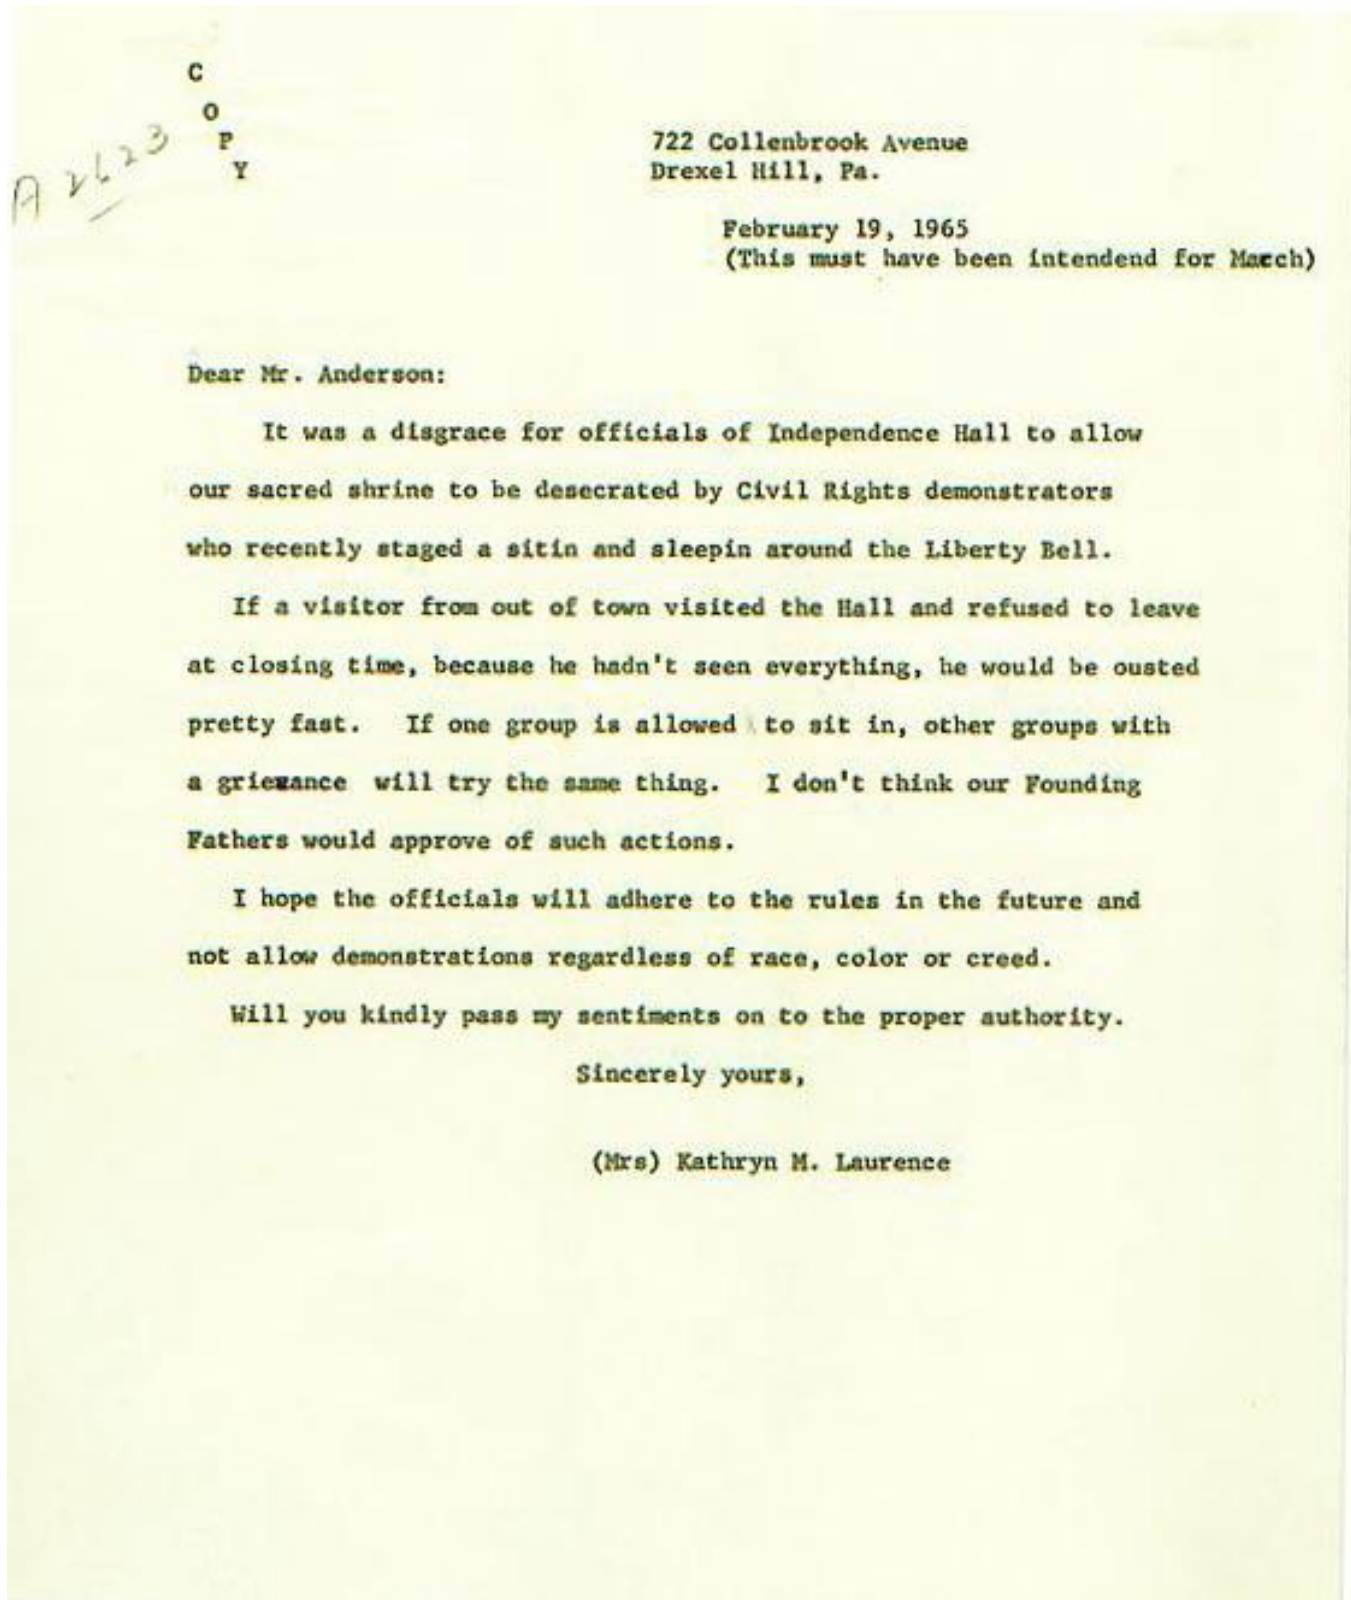 C
O
P
Y
A2623
722 Collenbrook Avenue
Drexel Hill, Pa.
February 19, 1965
(This must have been intendend for March)
Dear Mr. Anderson:
It was a disgrace for officials of Independence Hall to allow
our sacred shrine to be desecrated by Civil Rights demonstrators
who recently staged a sitin and sleepin around the Liberty Bell.
If a visitor from out of town visited the Hall and refused to leave
at closing time, because he hadn't seen everything, he would be ousted
pretty fast. If one group is allowed to sit in, other groups with
a grievance will try the same thing. I don't think our Founding
Fathers would approve of such actions.
I hope the officials will adhere to the rules in the future and
not allow demonstrations regardless of race, color or creed.
Will you kindly pass my sentiments on to the proper authority.
Sincerely yours,
(Mrs) Kathryn M. Laurence